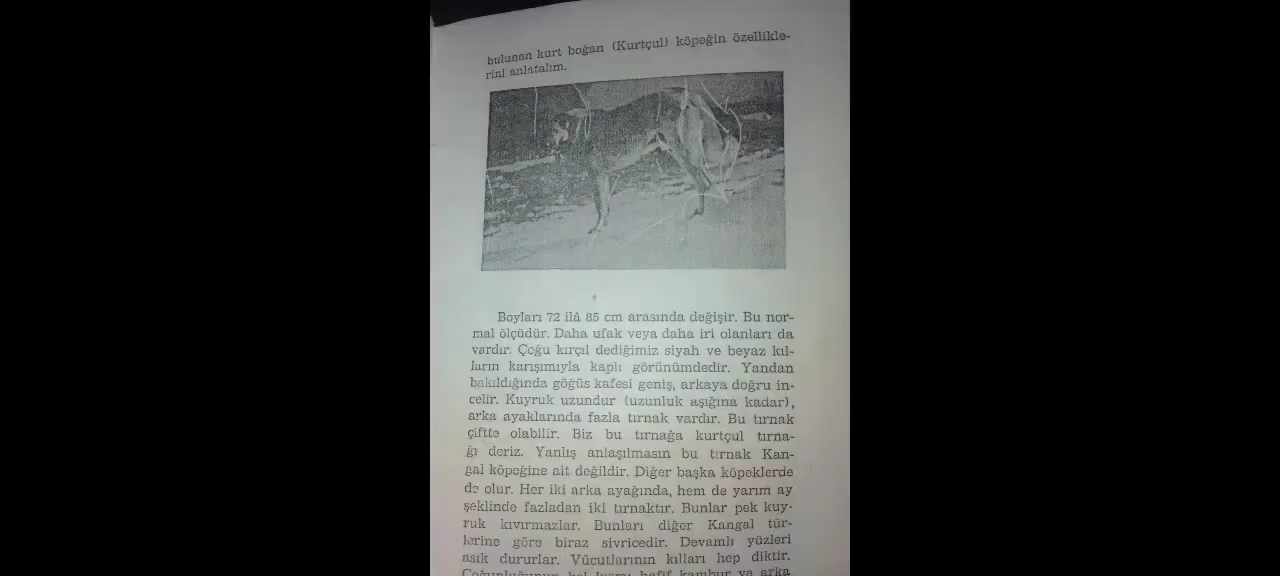 bulunan kurt boğan (Kurtçul) köpeğin özellikle-
rini anlatalım.
Boyları 72 ilâ 85 cm arasında değişir. Bu nor-
mal ölçüdür. Daha ufak veya daha iri olanları da
vardır. Çoğu kırçıl dediğimiz siyah ve beyaz kıl-
ların karışımıyla kaplı görünümdedir. Yandan
bakıldığında göğüs kafesi geniş, arkaya doğru in-
celir. Kuyruk uzundur (uzunluk aşığına kadar),
arka ayaklarında fazla tırnak vardır. Bu tırnak
çiftte olabilir. Biz bu tırnağa kurtçul tırna-
ğı deriz. Yanlış anlaşılmasın bu tırnak Kan-
gal köpeğine ait değildir. Diğer başka köpeklerde
de olur. Her iki arka ayağında, hem de yarım ay
şeklinde fazladan iki tırnaktır. Bunlar pek kuy-
ruk kıvırmazlar. Bunları diğer Kangal tür-
lerine göre biraz sivricedir. Devamlı yüzleri
asık dururlar. Vücutlarının kılları hep diktir.
hafif kambur ve arka